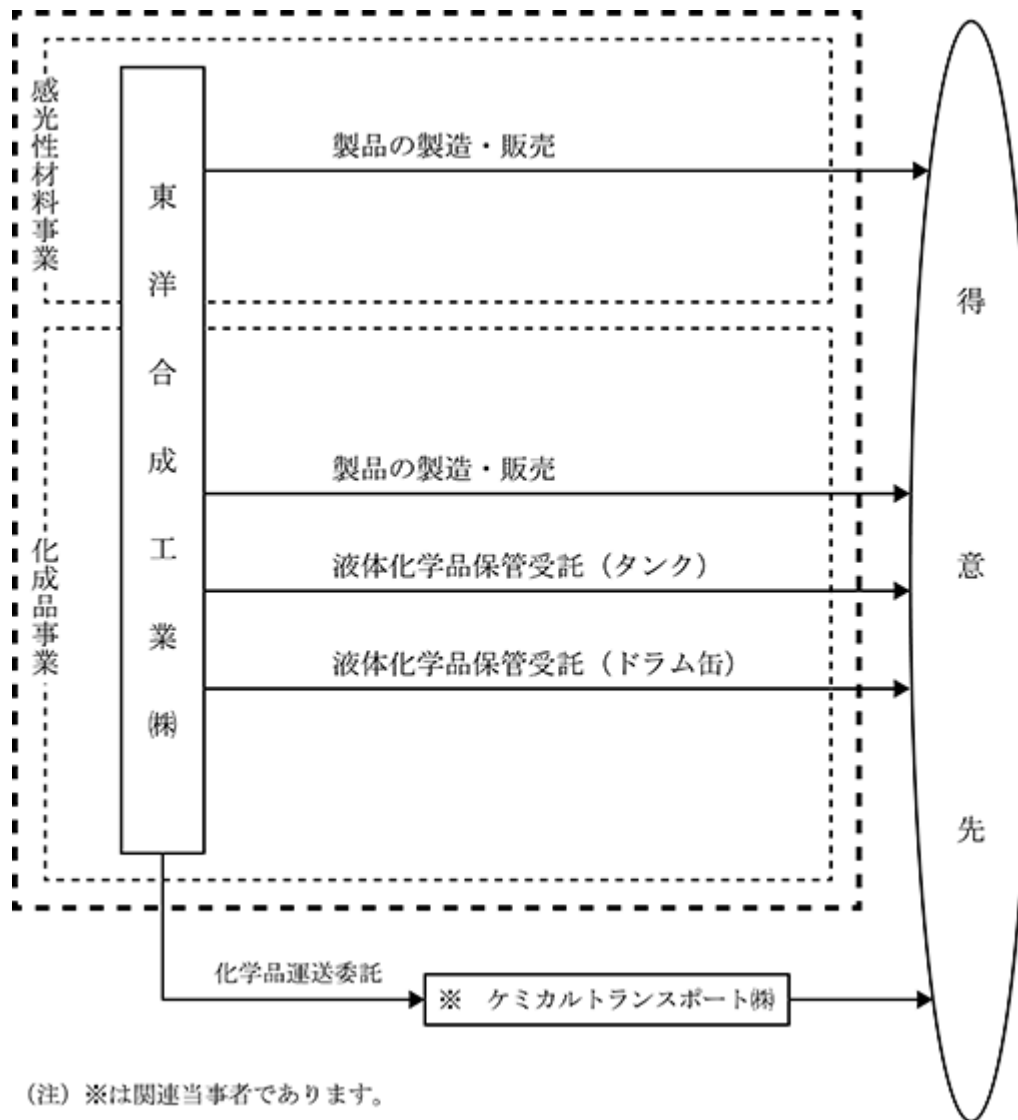 感光性材料事業
東洋合成工業㈱
製品の製造・販売
化成品事業
製品の製造・販売
液体化学品保管受託（タンク）
液体化学品保管受託（ドラム缶）
得意先
化学品運送委託
※　ケミカルトランスポート㈱
（注）※は関連当事者であります。